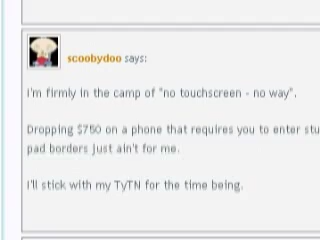 scoobydoo says:
I'm firmly in the camp of "no touchscreen - no way".
Dropping $750 on a phone that requires you to enter stu
pad borders just ain't for me.
I'll stick with my TyTN for the time being.